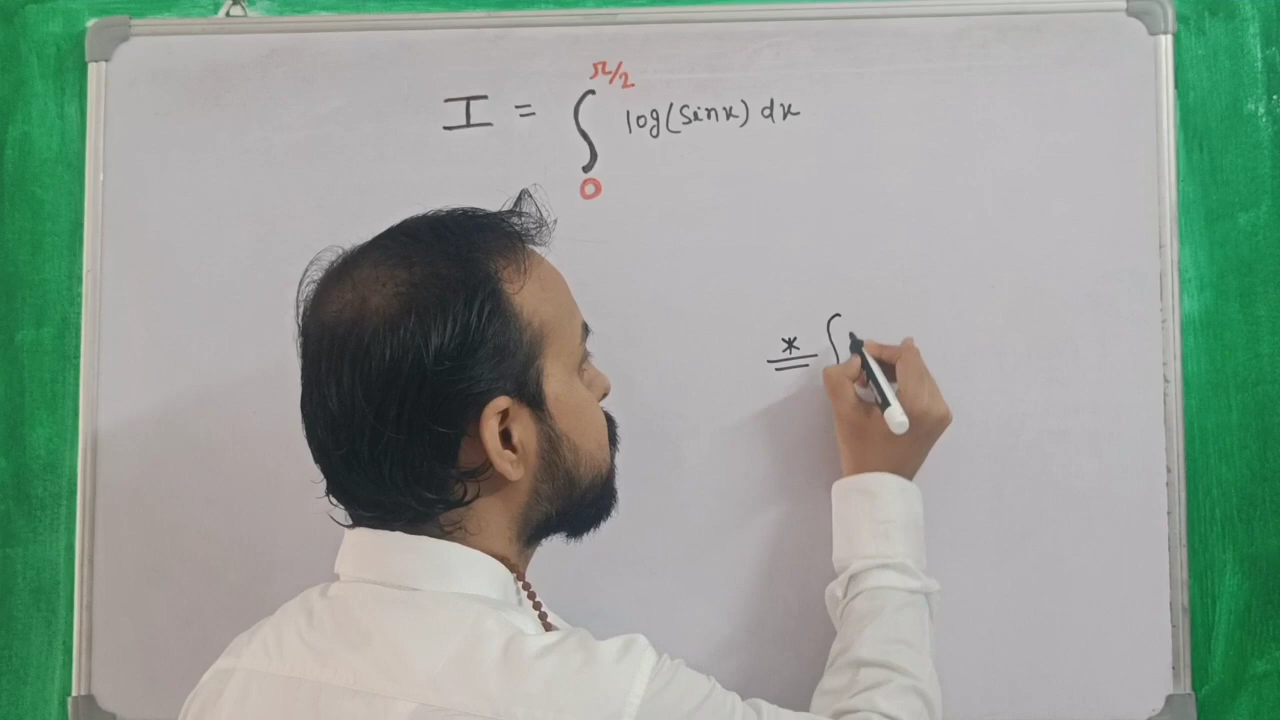 I = ∫₀^π/2 log(sinx) dx
* ∫